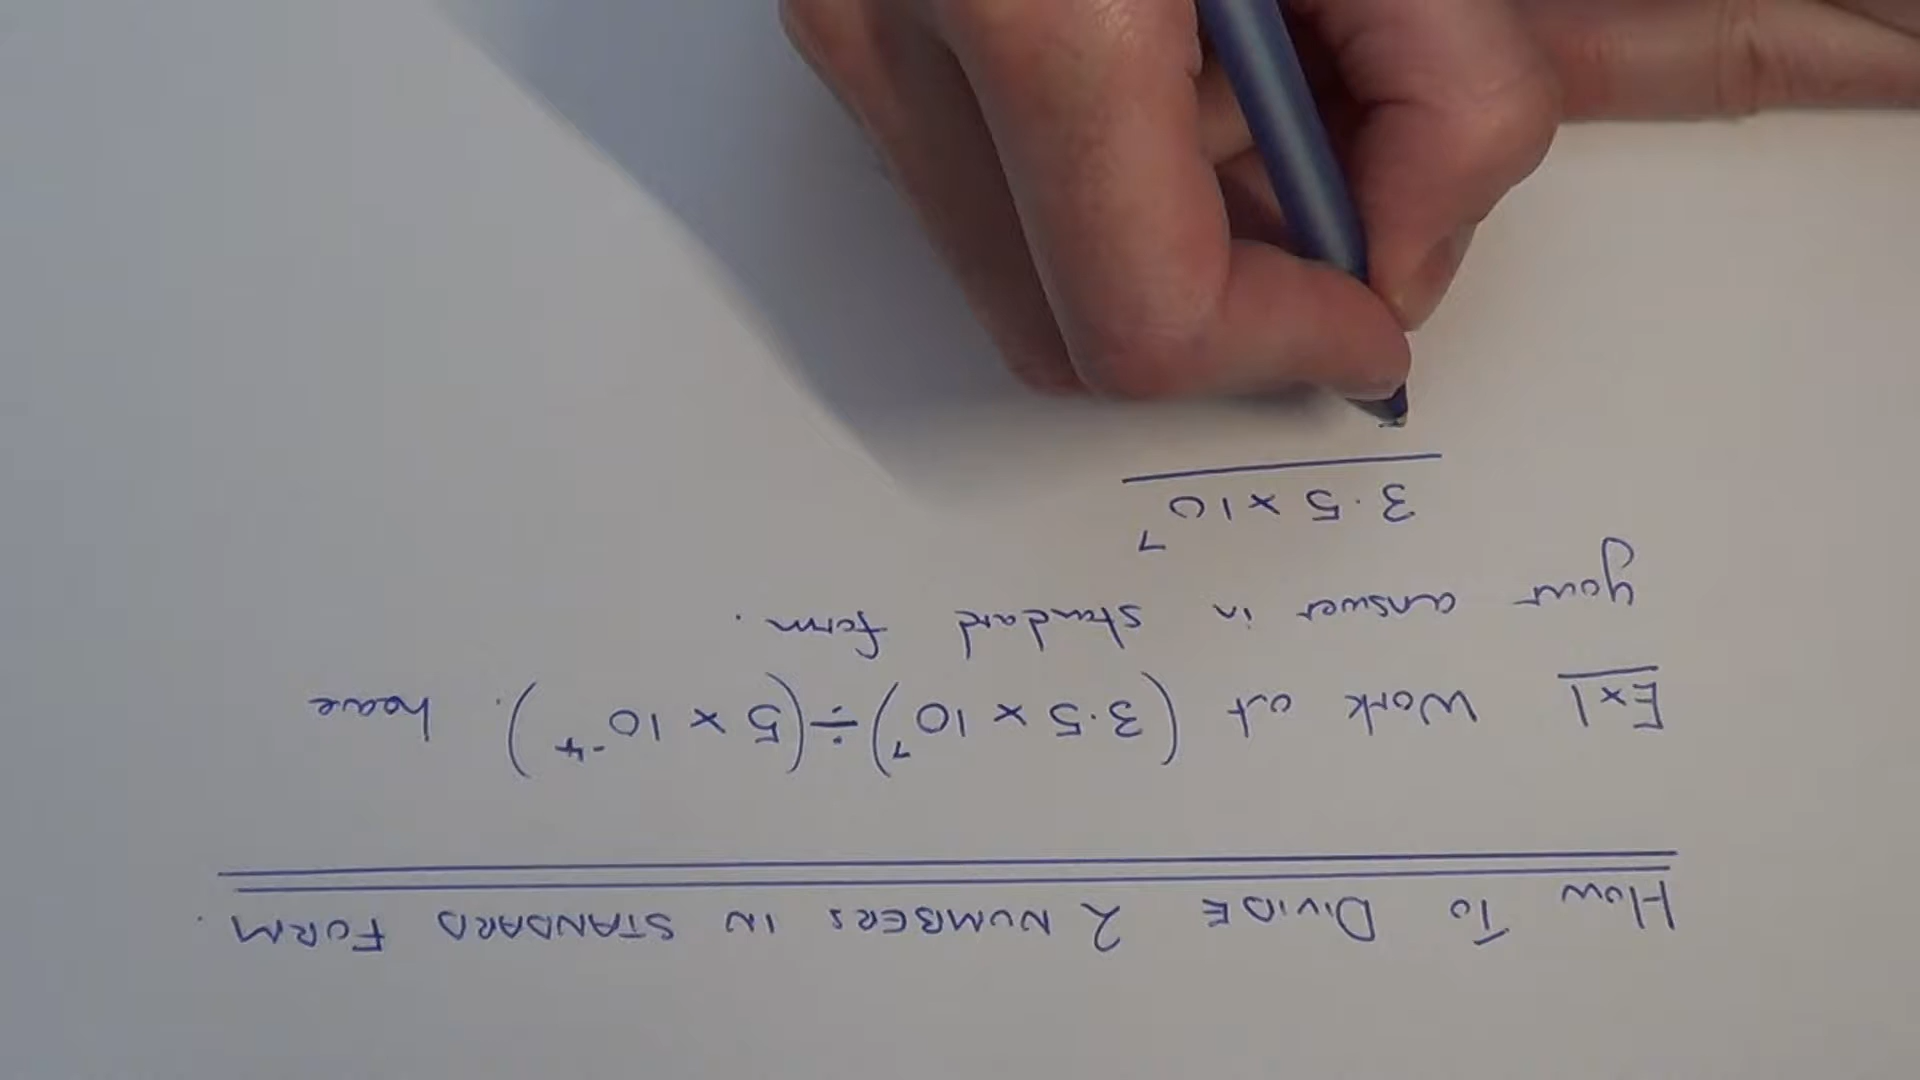 HOW TO DIVIDE 2 NUMBERS IN STANDARD FORM.
Ex1 Work out (3.5 × 10⁷) ÷ (5 × 10⁻⁴). Leave
your answer in standard form.
3.5 × 10⁷